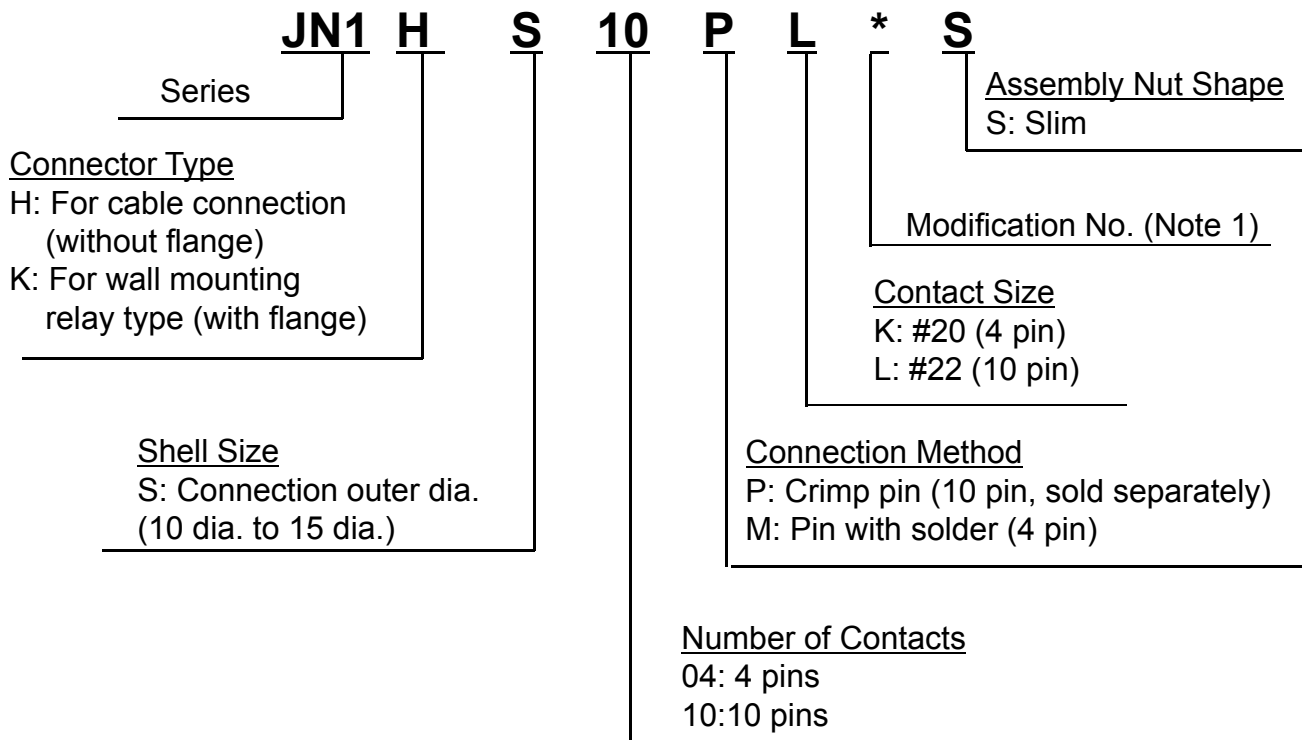 JN1 H S 10 P L * S
Series
Assembly Nut Shape
S: Slim
Connector Type
H: For cable connection
(without flange)
K: For wall mounting
relay type (with flange)
Modification No. (Note 1)
Contact Size
K: #20 (4 pin)
L: #22 (10 pin)
Shell Size
S: Connection outer dia.
(10 dia. to 15 dia.)
Connection Method
P: Crimp pin (10 pin, sold separately)
M: Pin with solder (4 pin)
Number of Contacts
04: 4 pins
10:10 pins